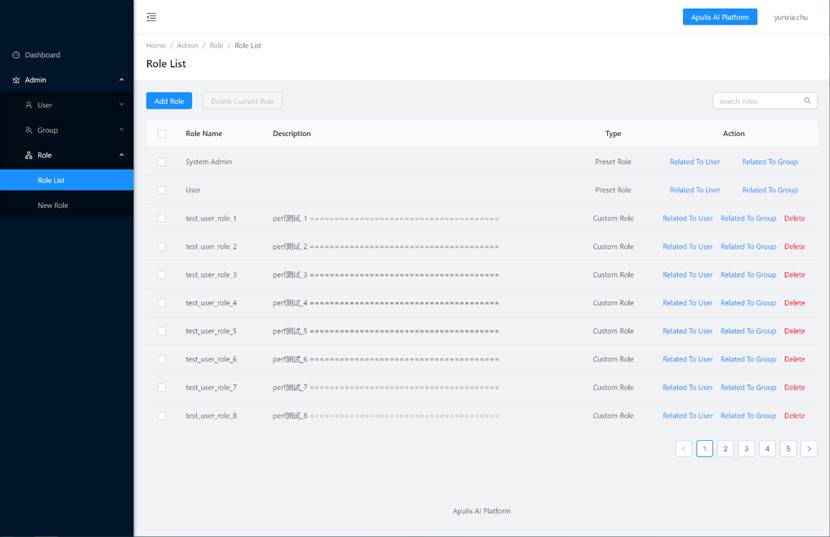 Apulis AI Platform yunxia.chu
Home / Admin / Role / Role List
Role List
Dashboard
Admin
User
Group
Role
Role List
New Role
Add Role Delete Current Role search roles
Role Name Description Type Action
System Admin Preset Role Related To User Related To Group
User Preset Role Related To User Related To Group
test_user_role_1 perf测试_1 ====================================== Custom Role Related To User Related To Group Delete
test_user_role_2 perf测试_2 ====================================== Custom Role Related To User Related To Group Delete
test_user_role_3 perf测试_3 ====================================== Custom Role Related To User Related To Group Delete
test_user_role_4 perf测试_4 ====================================== Custom Role Related To User Related To Group Delete
test_user_role_5 perf测试_5 ====================================== Custom Role Related To User Related To Group Delete
test_user_role_6 perf测试_6 ====================================== Custom Role Related To User Related To Group Delete
test_user_role_7 perf测试_7 ====================================== Custom Role Related To User Related To Group Delete
test_user_role_8 perf测试_8 ====================================== Custom Role Related To User Related To Group Delete
< 1 2 3 4 5 >
Apulis AI Platform